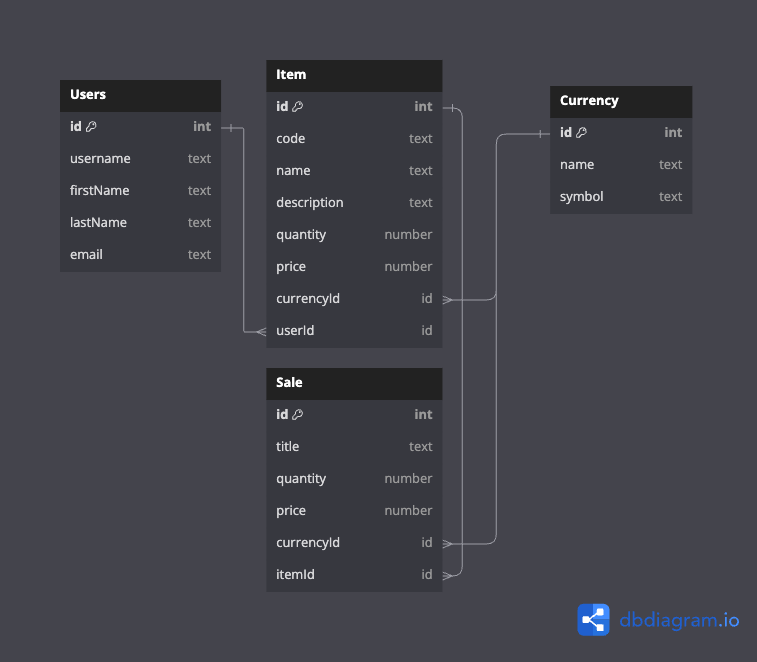 Users
id int
username text
firstName text
lastName text
email text
Item
id int
code text
name text
description text
quantity number
price number
currencyId id
userId id
Currency
id int
name text
symbol text
Sale
id int
title text
quantity number
price number
currencyId id
itemId id
dbdiagram.io